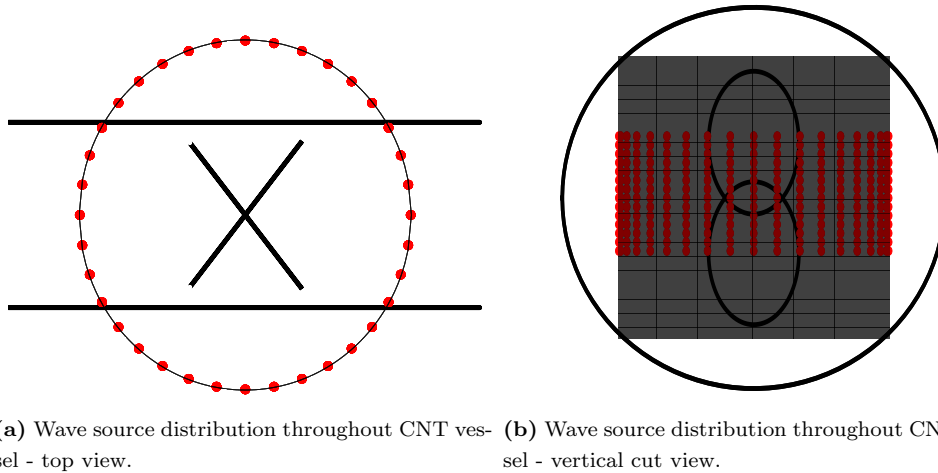 (a) Wave source distribution throughout CNT ves-
sel - top view.
(b) Wave source distribution throughout CN
sel - vertical cut view.